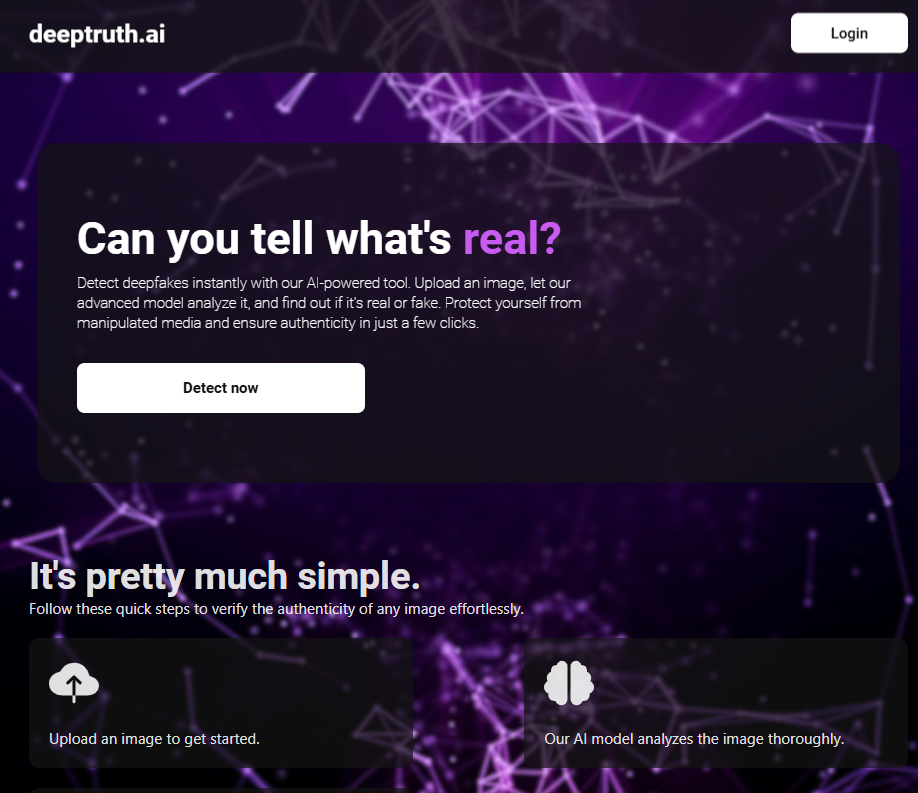 deeptruth.ai
Login
Can you tell what's real?
Detect deepfakes instantly with our AI-powered tool. Upload an image, let our
advanced model analyze it, and find out if it's real or fake. Protect yourself from
manipulated media and ensure authenticity in just a few clicks.
Detect now
It's pretty much simple.
Follow these quick steps to verify the authenticity of any image effortlessly.
Upload an image to get started.
Our AI model analyzes the image thoroughly.